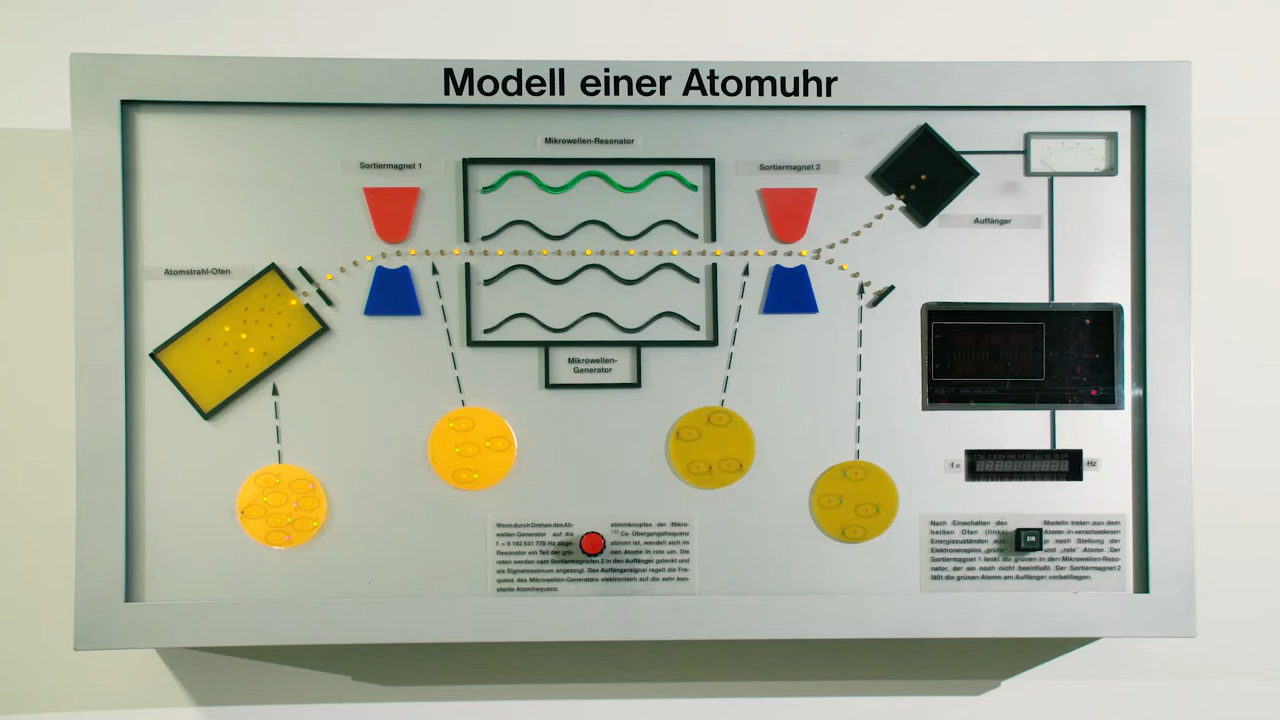 Modell einer Atomuhr
Mikrowellen-Resonator
Sortiermagnet 1
Sortiermagnet 2
Auffänger
Atomstrahl-Ofen
Mikrowellen-
Generator
f =
Hz
Wenn durch Drehen des Ab- stimmknopfes der Mikro-
wellen-Generator auf die 133 Cs- Übergangsfrequenz
f = 9 192 631 770 Hz abge- stimmt ist, wandelt sich im
Resonator ein Teil der grü- nen Atome in rote um. Die
roten werden vom Sortiermagneten 2 in den Auffänger gelenkt und
als Signalmaximum angezeigt. Das Auffängersignal regelt die Fre-
quenz des Mikrowellen-Generators elektronisch auf die sehr kon-
stante Atomfrequenz.
Nach Einschalten des Modells treten aus dem
heißen Ofen (links) Atome in verschiedenen
Energiezuständen aus: je nach Stellung der
Elektronenspins „grüne“ und „rote“ Atome. Der
Sortiermagnet 1 lenkt die grünen in den Mikrowellen-Reso-
nator, der sie noch nicht beeinflußt. Der Sortiermagnet 2
läßt die grünen Atome am Auffänger vorbeifliegen.
EIN